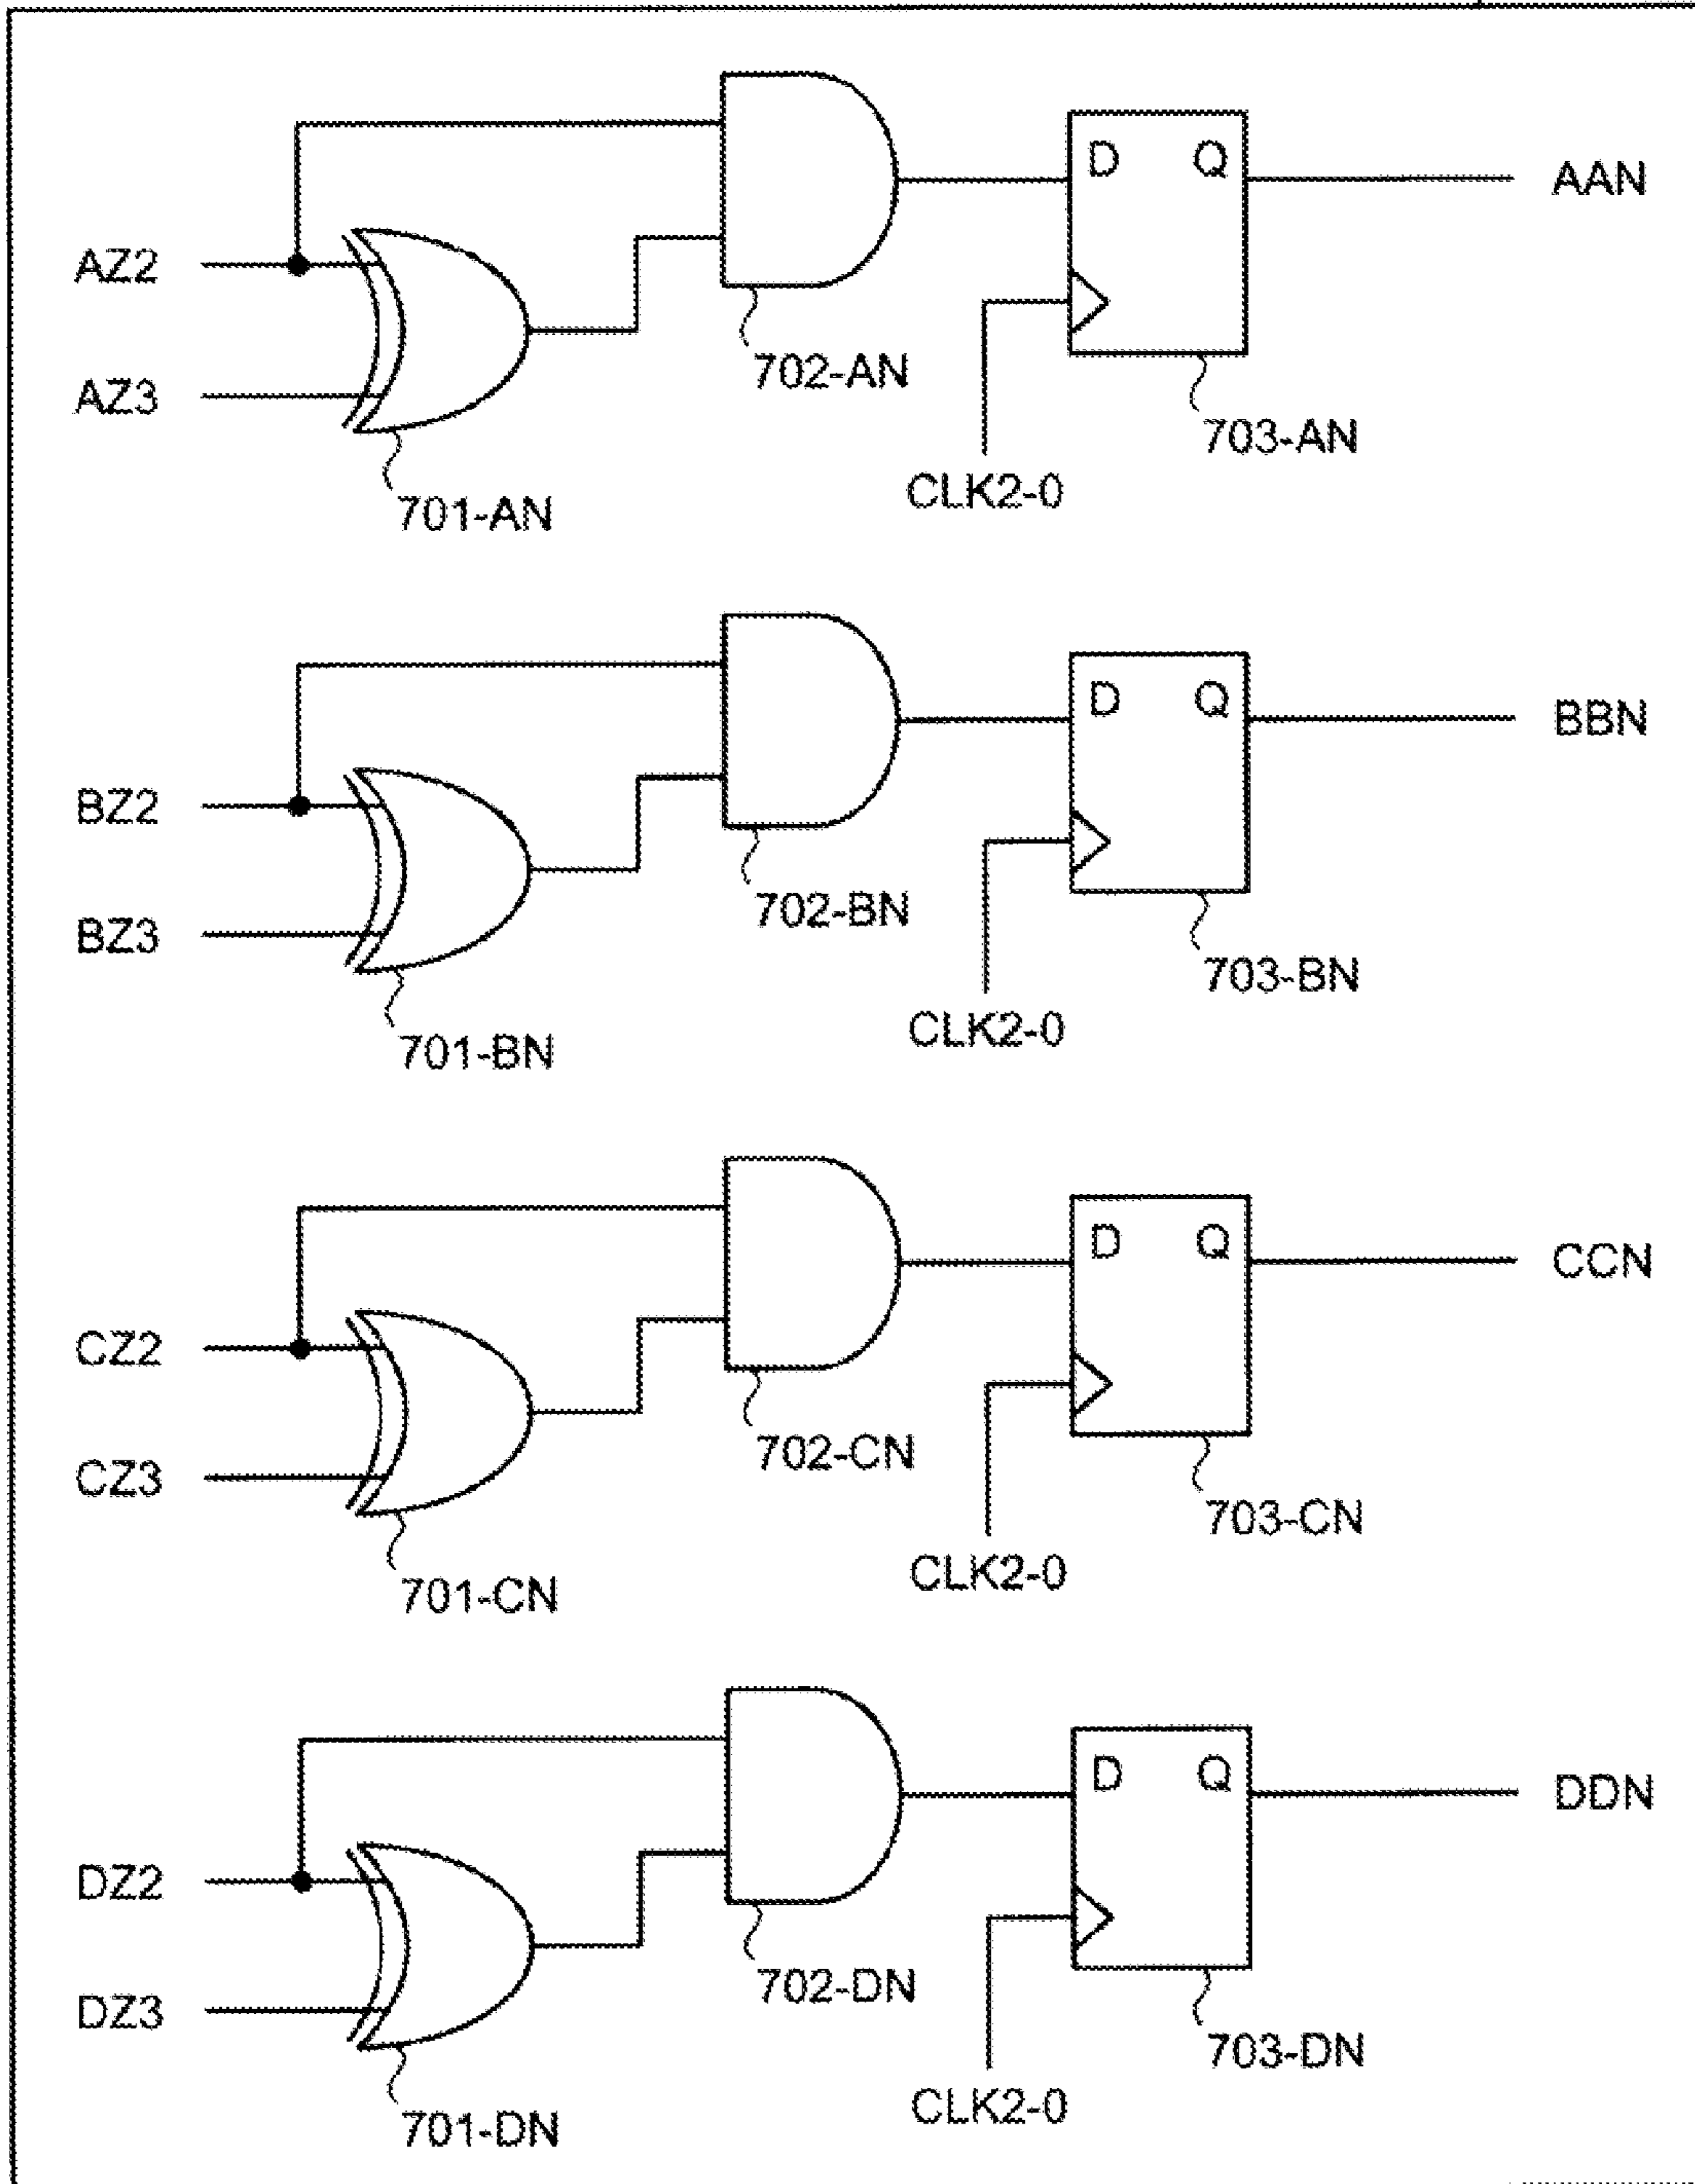 D Q
AAN
AZ2
AZ3
702-AN
703-AN
CLK2-0
701-AN
D Q
BBN
BZ2
BZ3
702-BN
703-BN
CLK2-0
701-BN
D Q
CCN
CZ2
CZ3
702-CN
703-CN
CLK2-0
701-CN
D Q
DDN
DZ2
DZ3
702-DN
703-DN
CLK2-0
701-DN